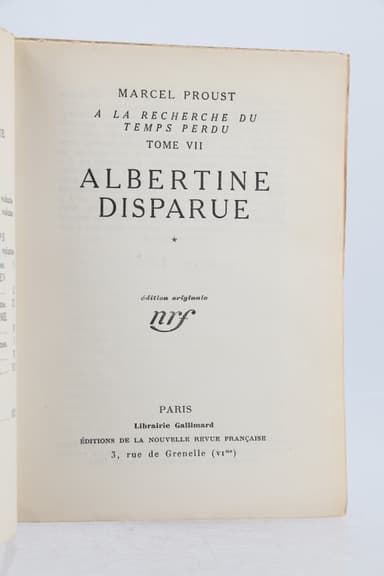 MARCEL PROUST
A LA RECHERCHE DU
TEMPS PERDU
TOME VII
ALBERTINE
DISPARUE
*
édition originale
nrf
PARIS
Librairie Gallimard
ÉDITIONS DE LA NOUVELLE REVUE FRANÇAISE
3, rue de Grenelle (VIme)